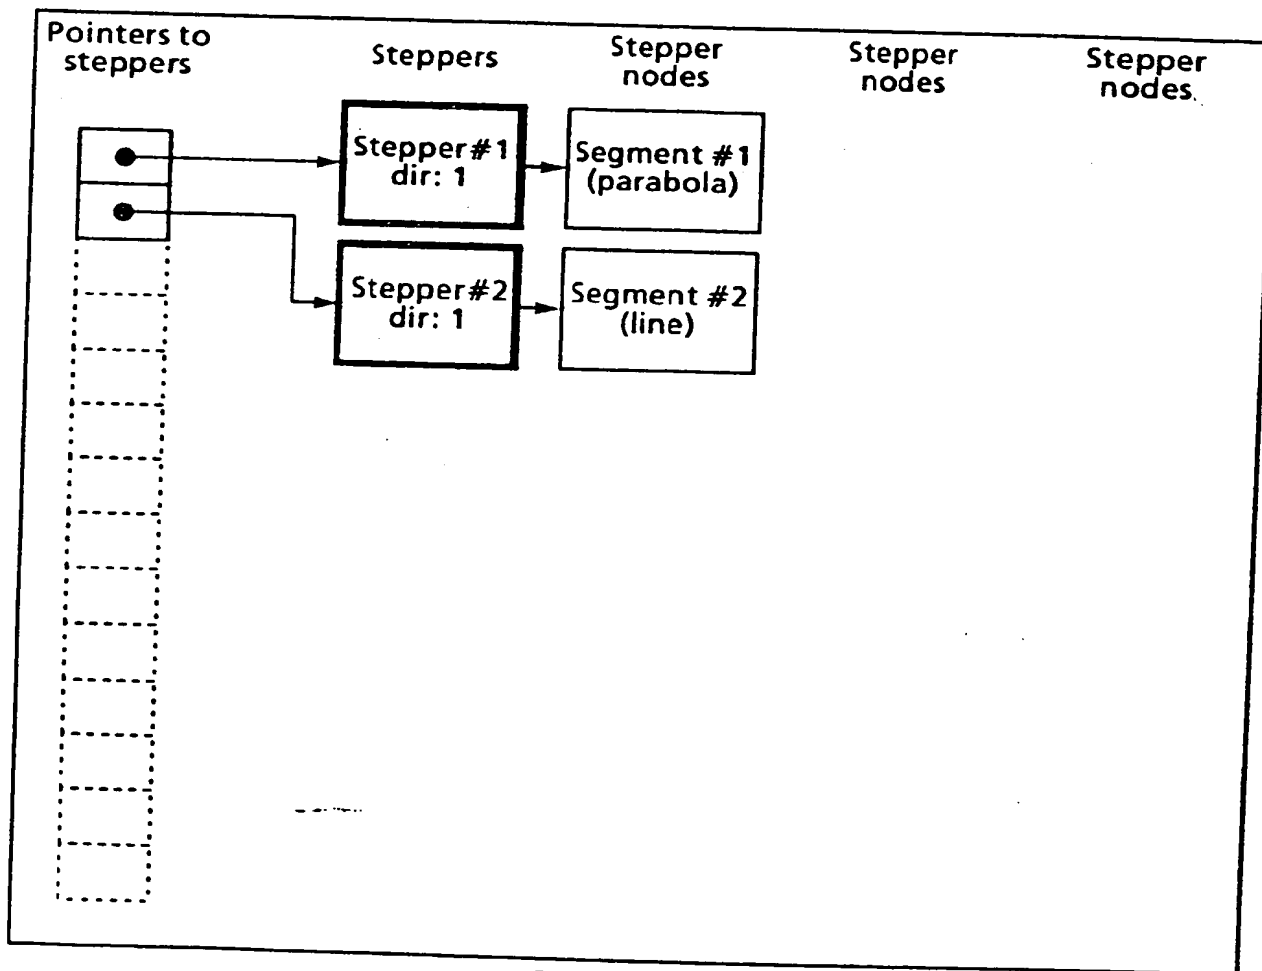 Pointers to
steppers
Steppers
Stepper
nodes
Stepper
nodes
Stepper
nodes
Stepper#1
dir: 1
Segment #1
(parabola)
Stepper#2
dir: 1
Segment #2
(line)